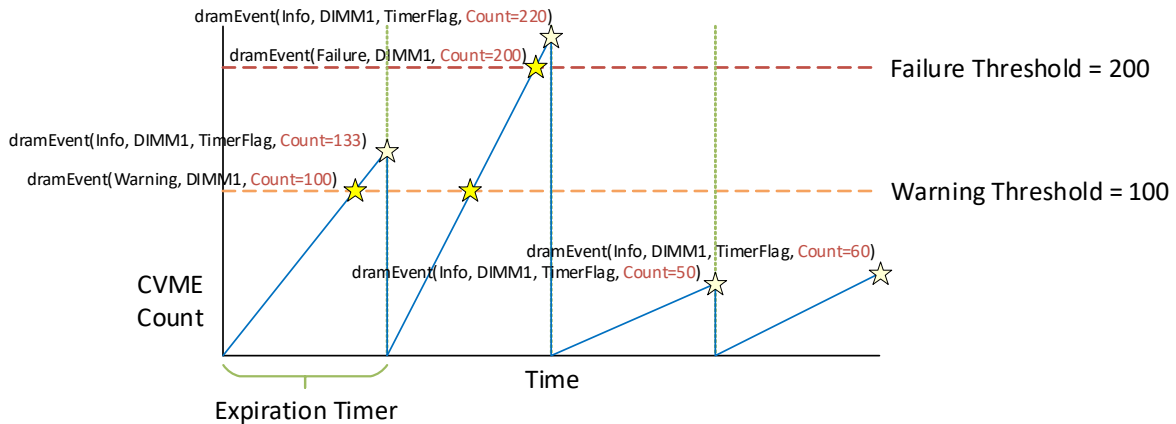 dramEvent(Info, DIMM1, TimerFlag, Count=220)
dramEvent(Failure, DIMM1, Count=200)
Failure Threshold = 200
dramEvent(Info, DIMM1, TimerFlag, Count=133)
dramEvent(Warning, DIMM1, Count=100)
Warning Threshold = 100
dramEvent(Info, DIMM1, TimerFlag, Count=60)
dramEvent(Info, DIMM1, TimerFlag, Count=50)
CVME
Count
Time
Expiration Timer